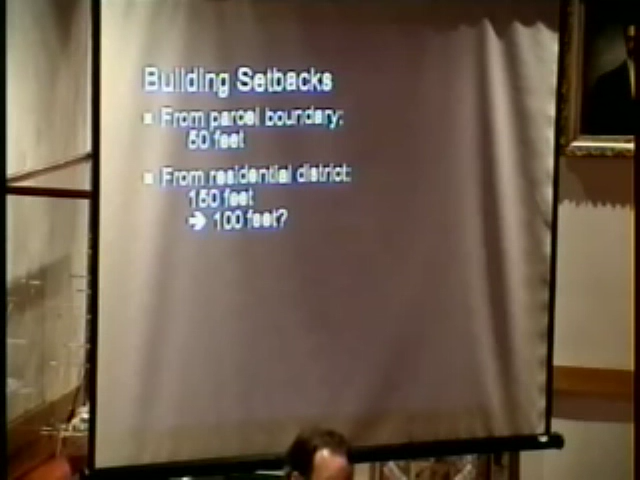 Building Setbacks
▪ From parcel boundary:
50 feet
▪ From residential district:
150 feet
➔ 100 feet?